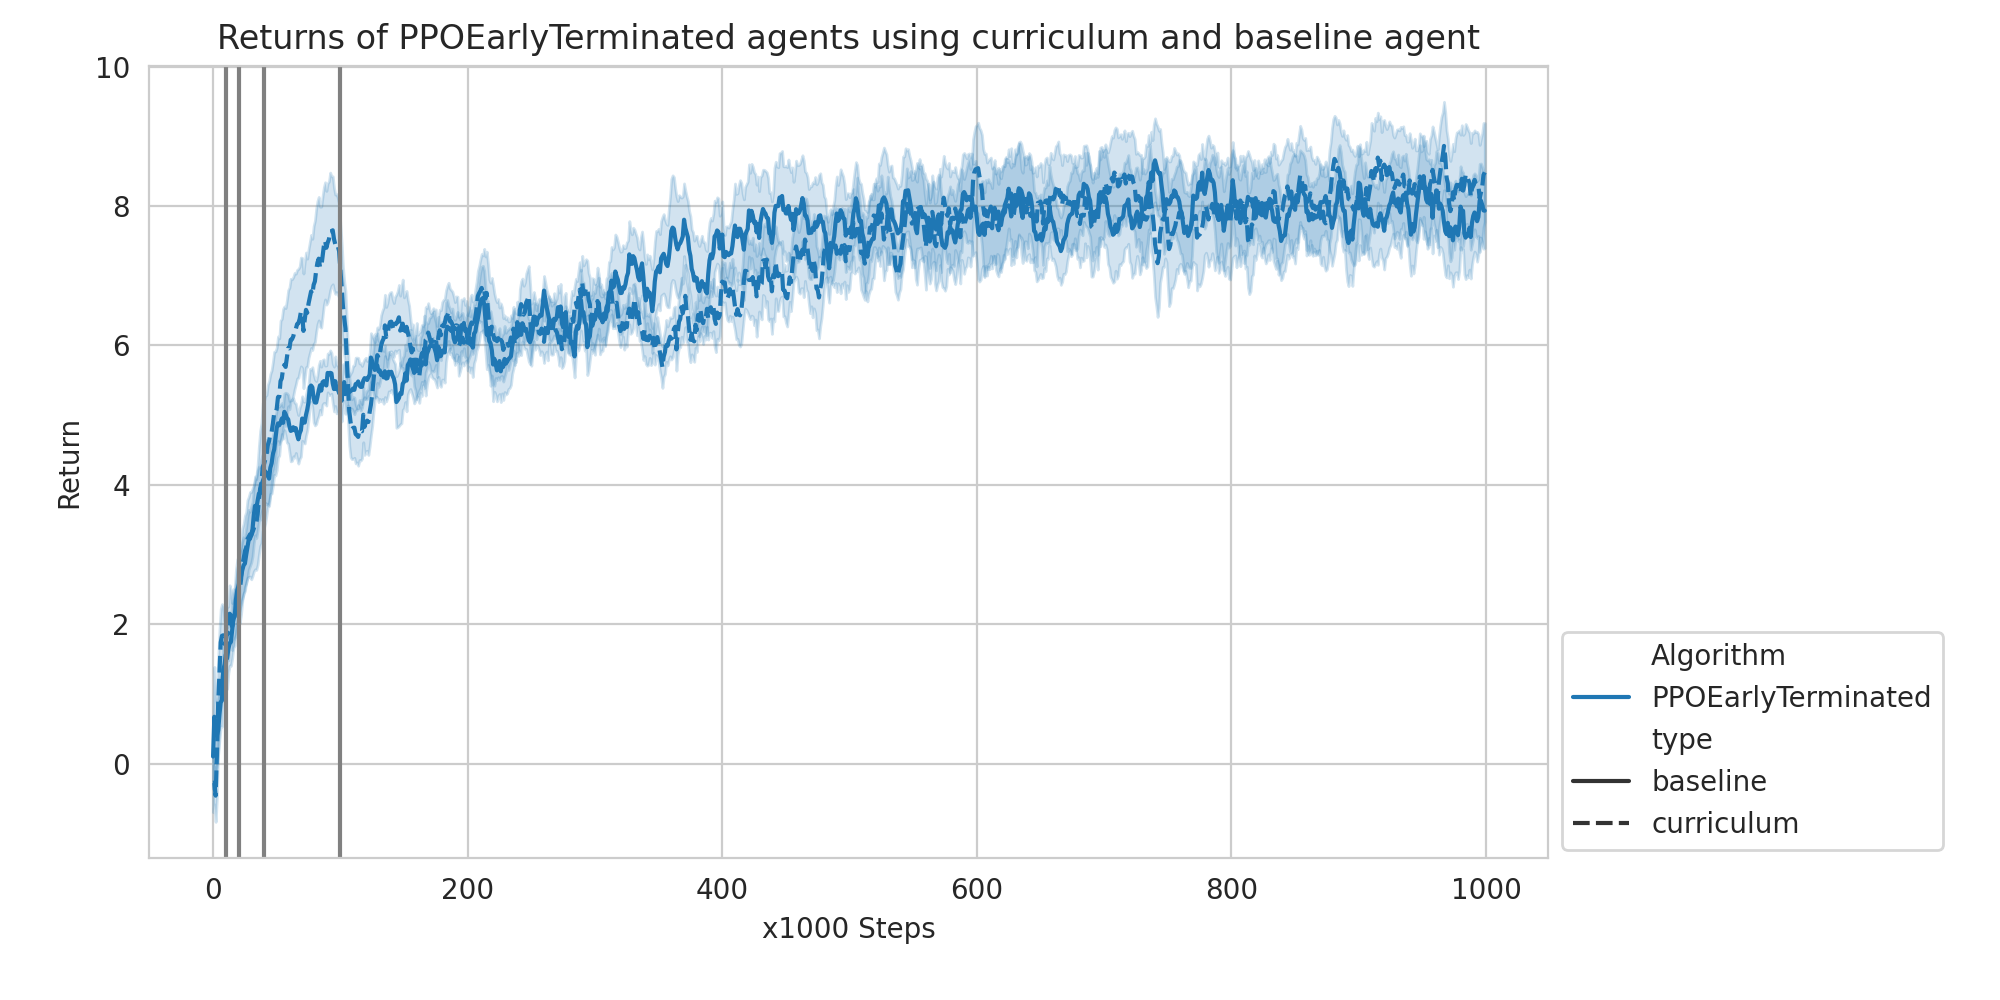 Returns of PPOEarlyTerminated agents using curriculum and baseline agent
10
8
6
4
2
0
Return
0 200 400 600 800 1000
x1000 Steps
Algorithm
PPOEarlyTerminated
type
baseline
curriculum